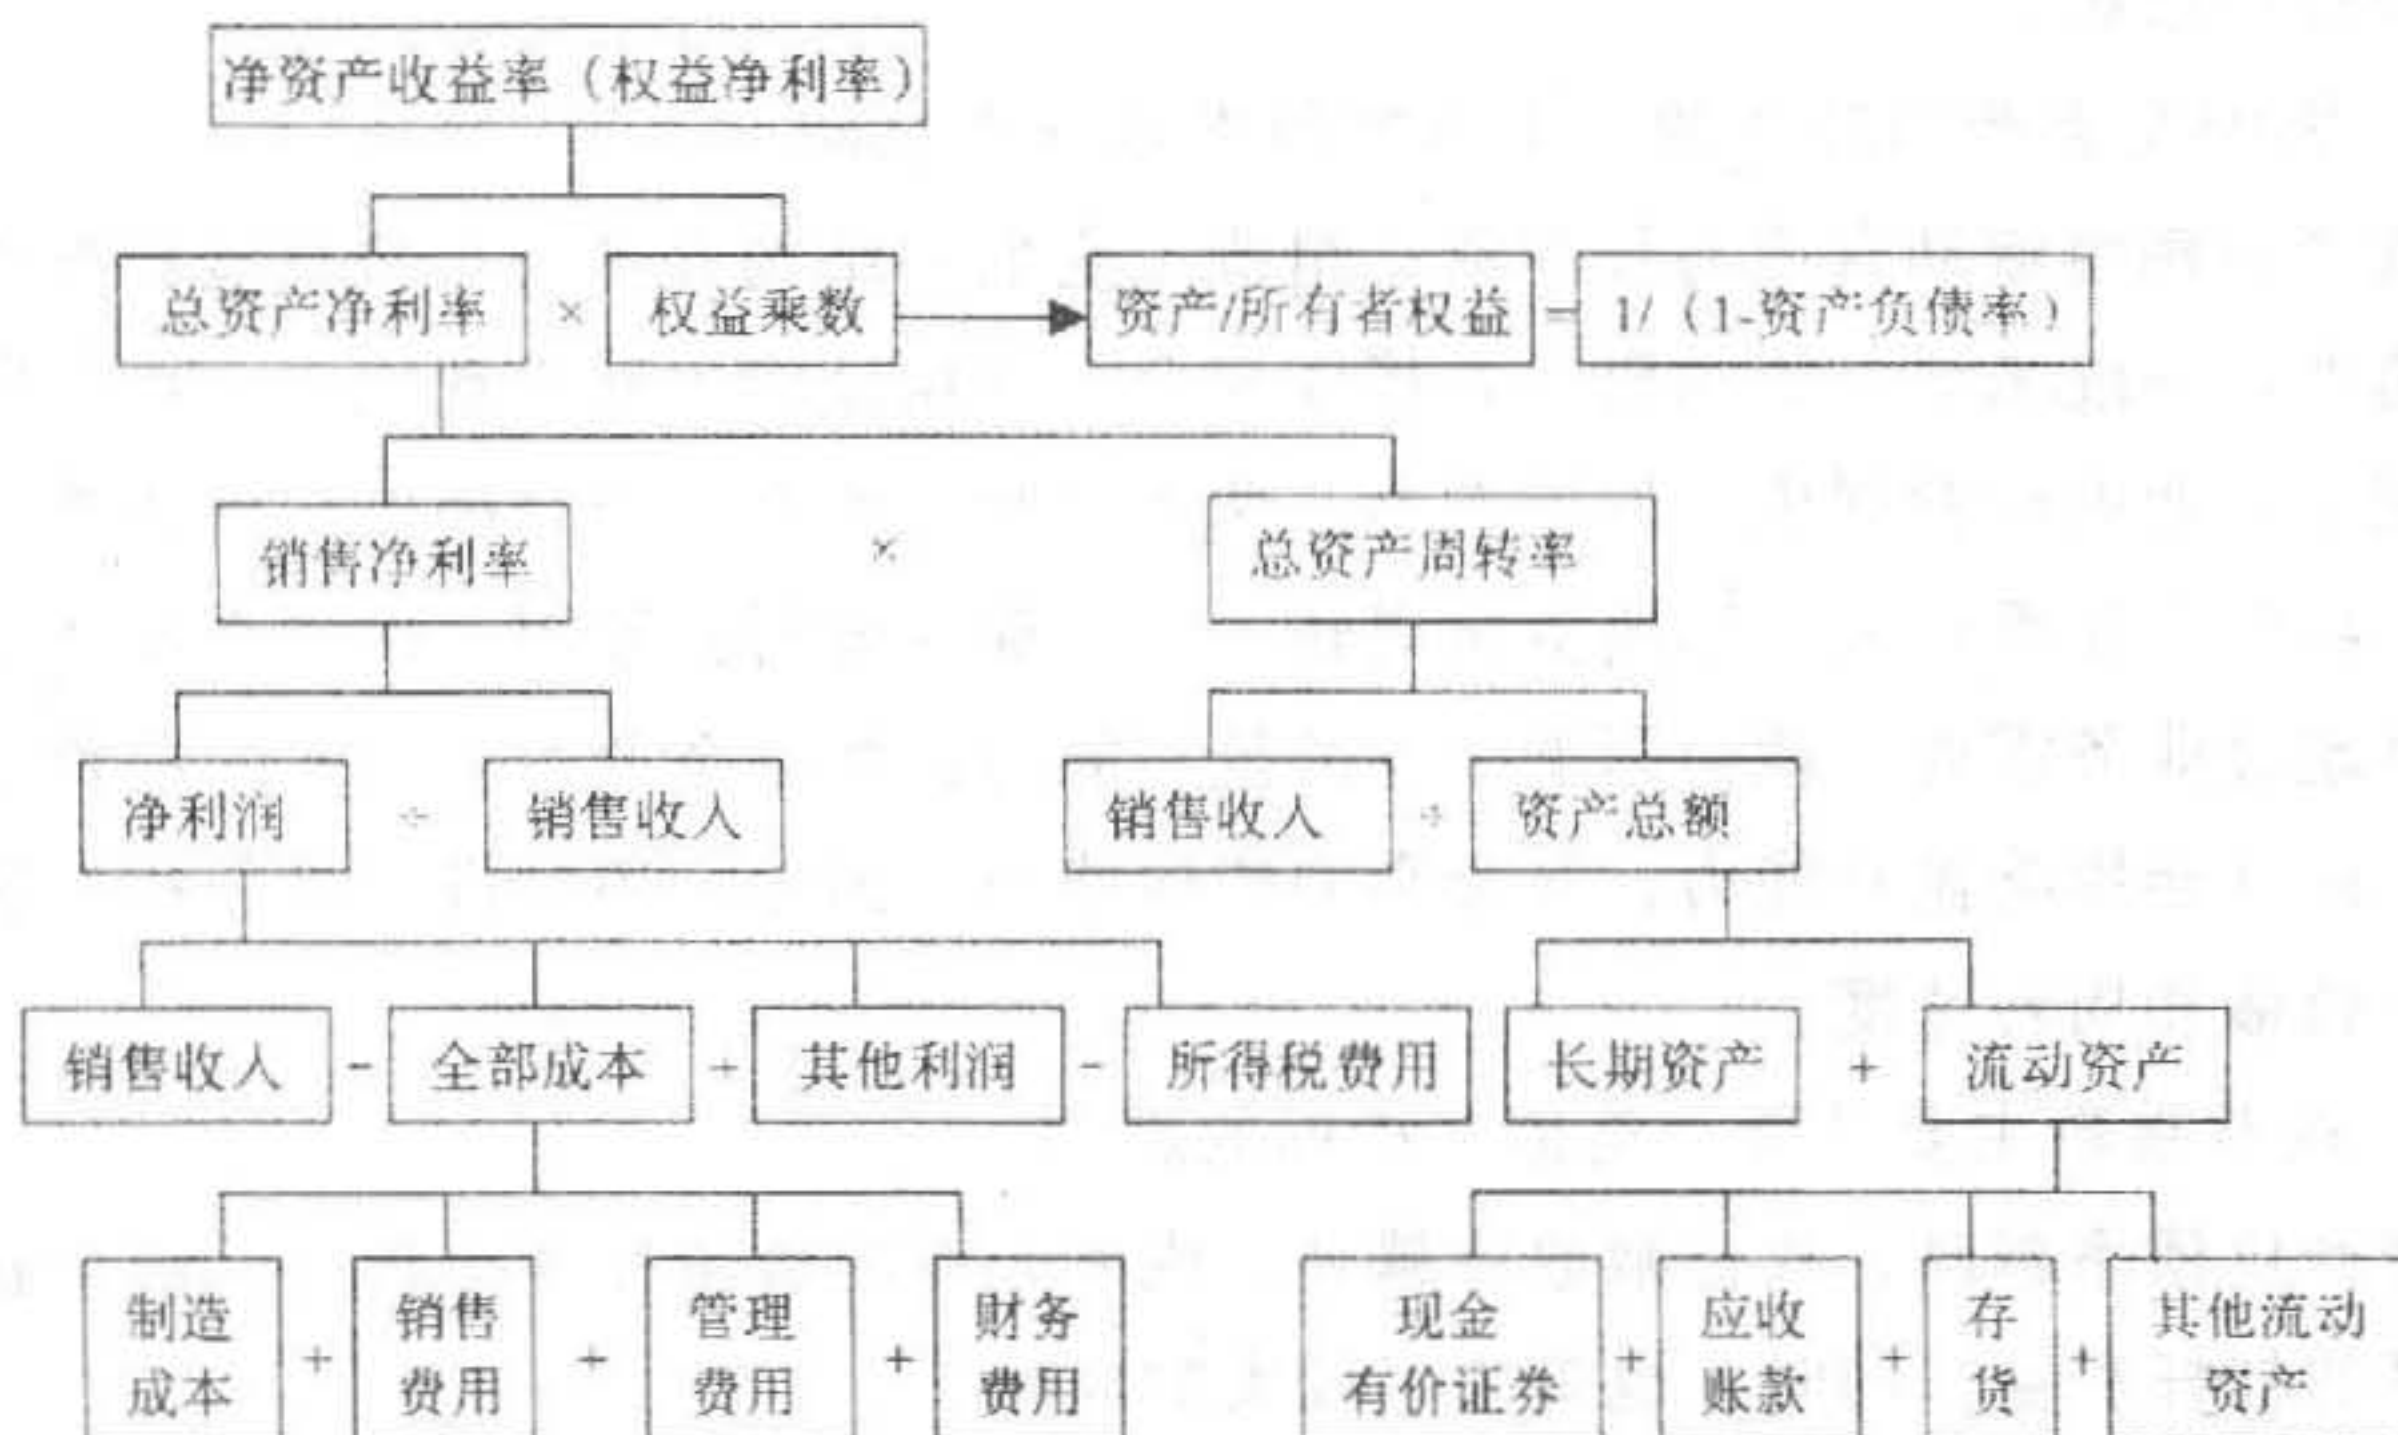 净资产收益率（权益净利率）
总资产净利率 × 权益乘数 资产/所有者权益 = 1/（1-资产负债率）
销售净利率 × 总资产周转率
净利润 ÷ 销售收入 销售收入 ÷ 资产总额
销售收入 - 全部成本 + 其他利润 - 所得税费用 长期资产 + 流动资产
制造 销售 管理 财务 现金 应收 存 其他流动
成本 + 费用 + 费用 + 费用 有价证券 + 账款 + 货 + 资产